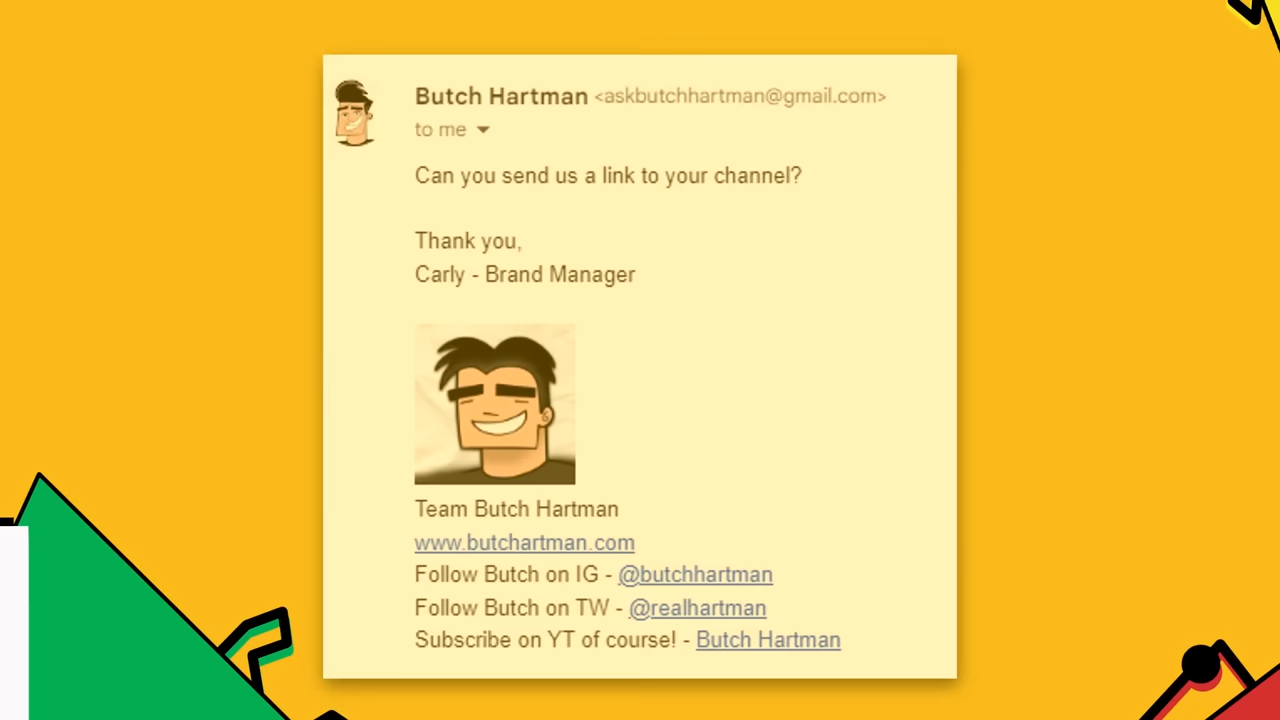 Butch Hartman <askbutchhartman@gmail.com>
to me
Can you send us a link to your channel?
Thank you,
Carly - Brand Manager
Team Butch Hartman
www.butchartman.com
Follow Butch on IG - @butchhartman
Follow Butch on TW - @realhartman
Subscribe on YT of course! - Butch Hartman